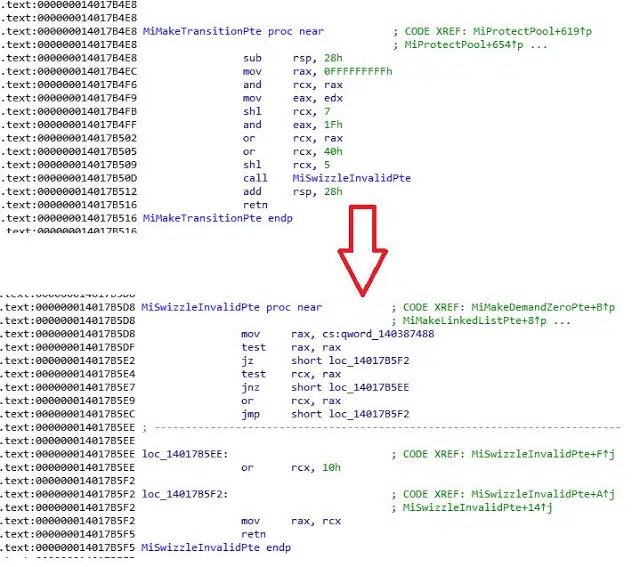 .text:000000014017B4E8
.text:000000014017B4E8
.text:000000014017B4E8 MiMakeTransitionPte proc near ; CODE XREF: MiProtectPool+619↑p
.text:000000014017B4E8 ; MiProtectPool+654↑p ...
.text:000000014017B4E8 sub rsp, 28h
.text:000000014017B4EC mov rax, 0FFFFFFFFFh
.text:000000014017B4F6 and rcx, rax
.text:000000014017B4F9 mov eax, edx
.text:000000014017B4FB shl rcx, 7
.text:000000014017B4FF and eax, 1Fh
.text:000000014017B502 or rcx, rax
.text:000000014017B505 or rcx, 40h
.text:000000014017B509 shl rcx, 5
.text:000000014017B50D call MiSwizzleInvalidPte
.text:000000014017B512 add rsp, 28h
.text:000000014017B516 retn
.text:000000014017B516 MiMakeTransitionPte endp
.text:000000014017B516
.text:000000014017B5D8
.text:000000014017B5D8 MiSwizzleInvalidPte proc near ; CODE XREF: MiMakeDemandZeroPte+B↑p
.text:000000014017B5D8 ; MiMakeLinkedListPte+8↑p ...
.text:000000014017B5D8 mov rax, cs:qword_140387488
.text:000000014017B5DF test rax, rax
.text:000000014017B5E2 jz short loc_14017B5F2
.text:000000014017B5E4 test rcx, rax
.text:000000014017B5E7 jnz short loc_14017B5EE
.text:000000014017B5E9 or rcx, rax
.text:000000014017B5EC jmp short loc_14017B5F2
.text:000000014017B5EE ; ---------------------------------------------------------------------------
.text:000000014017B5EE
.text:000000014017B5EE loc_14017B5EE: ; CODE XREF: MiSwizzleInvalidPte+F↑j
.text:000000014017B5EE or rcx, 10h
.text:000000014017B5F2
.text:000000014017B5F2 loc_14017B5F2: ; CODE XREF: MiSwizzleInvalidPte+A↑j
.text:000000014017B5F2 ; MiSwizzleInvalidPte+14↑j
.text:000000014017B5F2 mov rax, rcx
.text:000000014017B5F5 retn
.text:000000014017B5F5 MiSwizzleInvalidPte endp